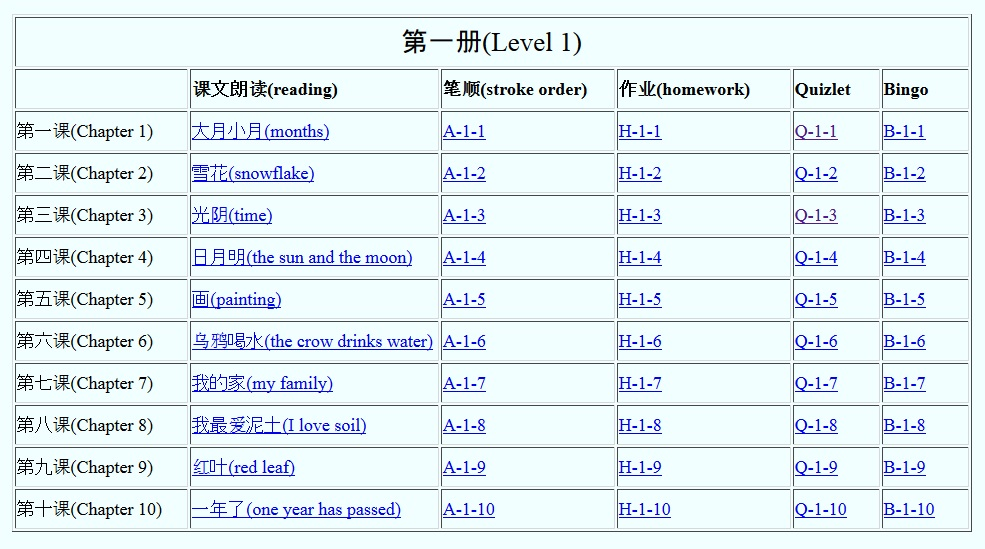 第一册(Level 1)
课文朗读(reading) 笔顺(stroke order) 作业(homework) Quizlet Bingo
第一课(Chapter 1) 大月小月(months) A-1-1 H-1-1 Q-1-1 B-1-1
第二课(Chapter 2) 雪花(snowflake) A-1-2 H-1-2 Q-1-2 B-1-2
第三课(Chapter 3) 光阴(time) A-1-3 H-1-3 Q-1-3 B-1-3
第四课(Chapter 4) 日月明(the sun and the moon) A-1-4 H-1-4 Q-1-4 B-1-4
第五课(Chapter 5) 画(painting) A-1-5 H-1-5 Q-1-5 B-1-5
第六课(Chapter 6) 乌鸦喝水(the crow drinks water) A-1-6 H-1-6 Q-1-6 B-1-6
第七课(Chapter 7) 我的家(my family) A-1-7 H-1-7 Q-1-7 B-1-7
第八课(Chapter 8) 我最爱泥土(I love soil) A-1-8 H-1-8 Q-1-8 B-1-8
第九课(Chapter 9) 红叶(red leaf) A-1-9 H-1-9 Q-1-9 B-1-9
第十课(Chapter 10) 一年了(one year has passed) A-1-10 H-1-10 Q-1-10 B-1-10